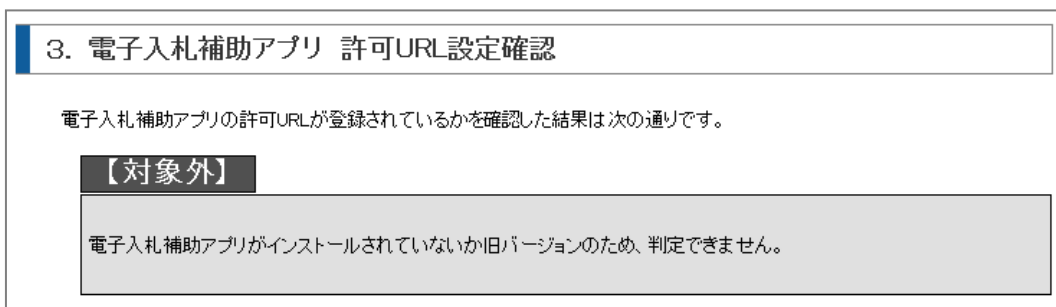 3. 電子入札補助アプリ 許可URL設定確認
電子入札補助アプリの許可URLが登録されているかを確認した結果は次の通りです。
【対象外】
電子入札補助アプリがインストールされていないか旧バージョンのため、判定できません。